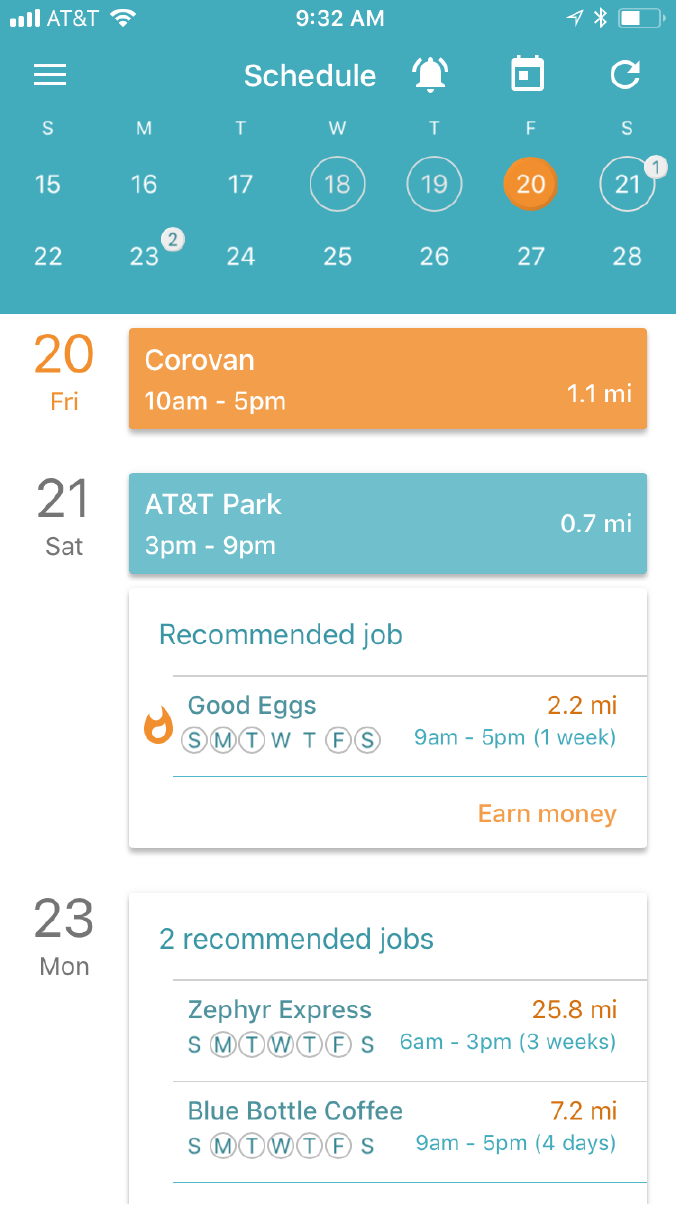 AT&T 9:32 AM
Schedule
S M T W T F S
15 16 17 18 19 20 21 1
22 23 2 24 25 26 27 28
20 Fri
Corovan
10am - 5pm 1.1 mi
21 Sat
AT&T Park
3pm - 9pm 0.7 mi
Recommended job
Good Eggs 2.2 mi
S M T W T F S 9am - 5pm (1 week)
Earn money
23 Mon
2 recommended jobs
Zephyr Express 25.8 mi
S M T W T F S 6am - 3pm (3 weeks)
Blue Bottle Coffee 7.2 mi
S M T W T F S 9am - 5pm (4 days)